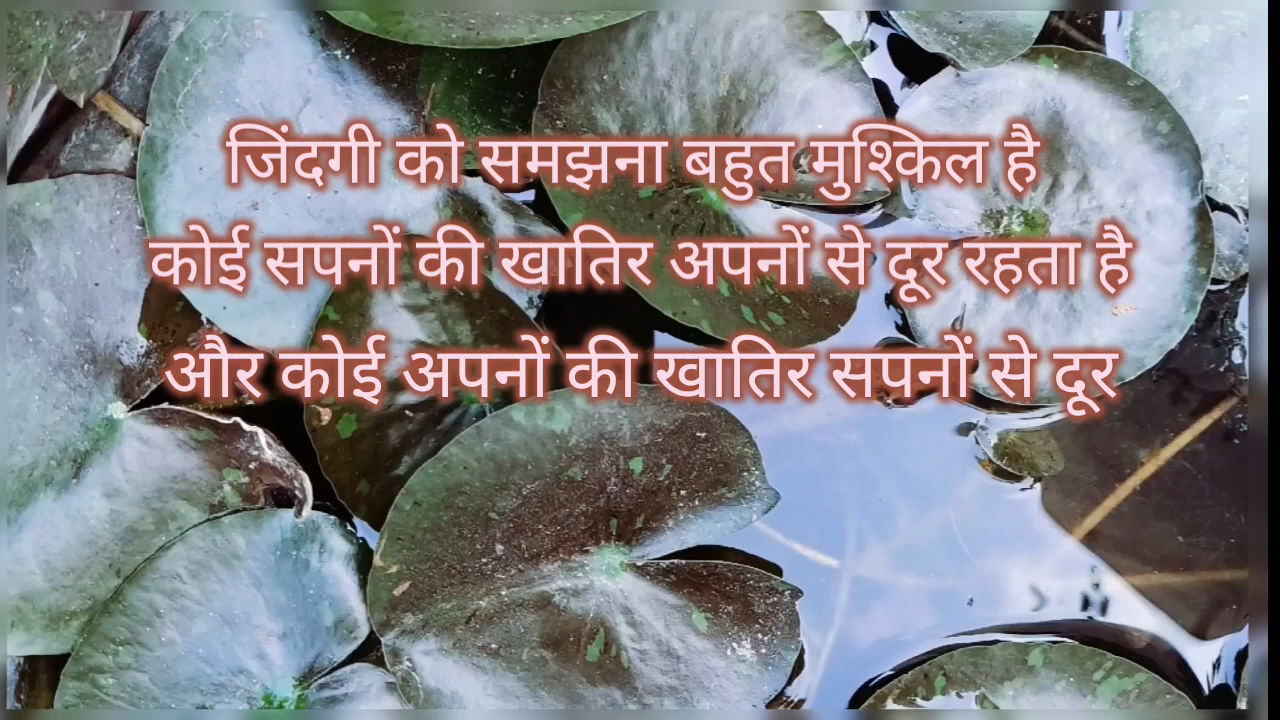 जिंदगी को समझना बहुत मुश्किल है
कोई सपनों की खातिर अपनों से दूर रहता है
और कोई अपनों की खातिर सपनों से दूर